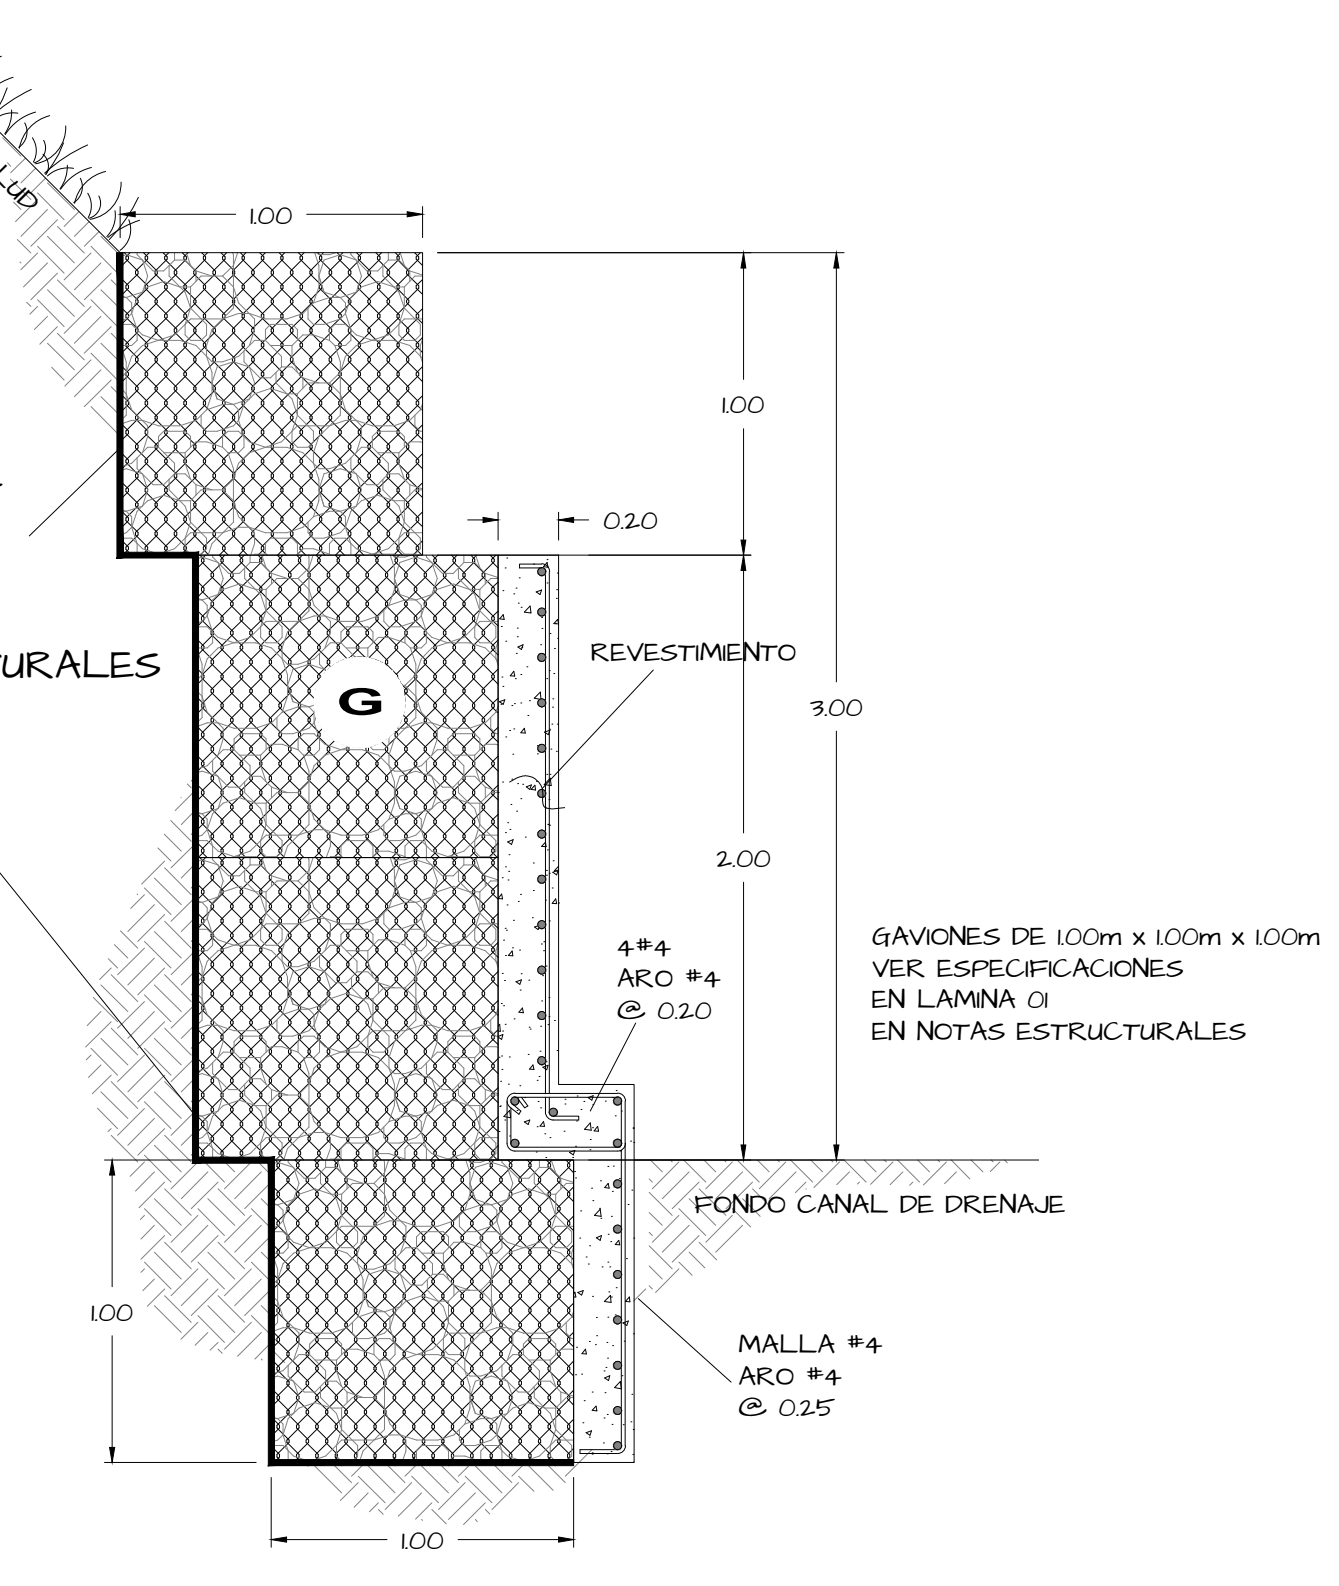 LUD
1.00
1.00
0.20
REVESTIMIENTO
URALES
G
3.00
2.00
4#4
ARO #4
@ 0.20
GAVIONES DE 1.00m x 1.00m x 1.00m
VER ESPECIFICACIONES
EN LAMINA 01
EN NOTAS ESTRUCTURALES
FONDO CANAL DE DRENAJE
1.00
MALLA #4
ARO #4
@ 0.25
1.00